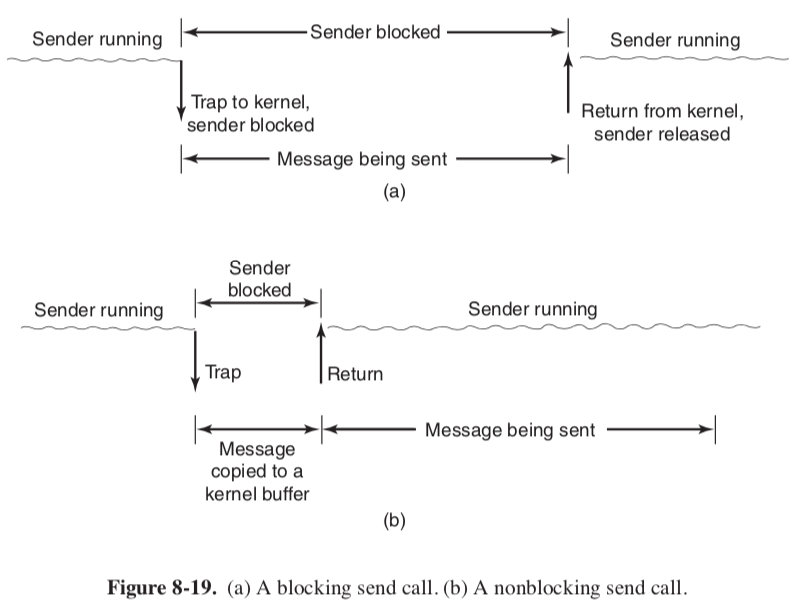 Sender running
Sender blocked
Sender running
Trap to kernel,
sender blocked
Return from kernel,
sender released
Message being sent
(a)
Sender
blocked
Sender running
Sender running
Trap
Return
Message
copied to a
kernel buffer
Message being sent
(b)
Figure 8-19. (a) A blocking send call. (b) A nonblocking send call.